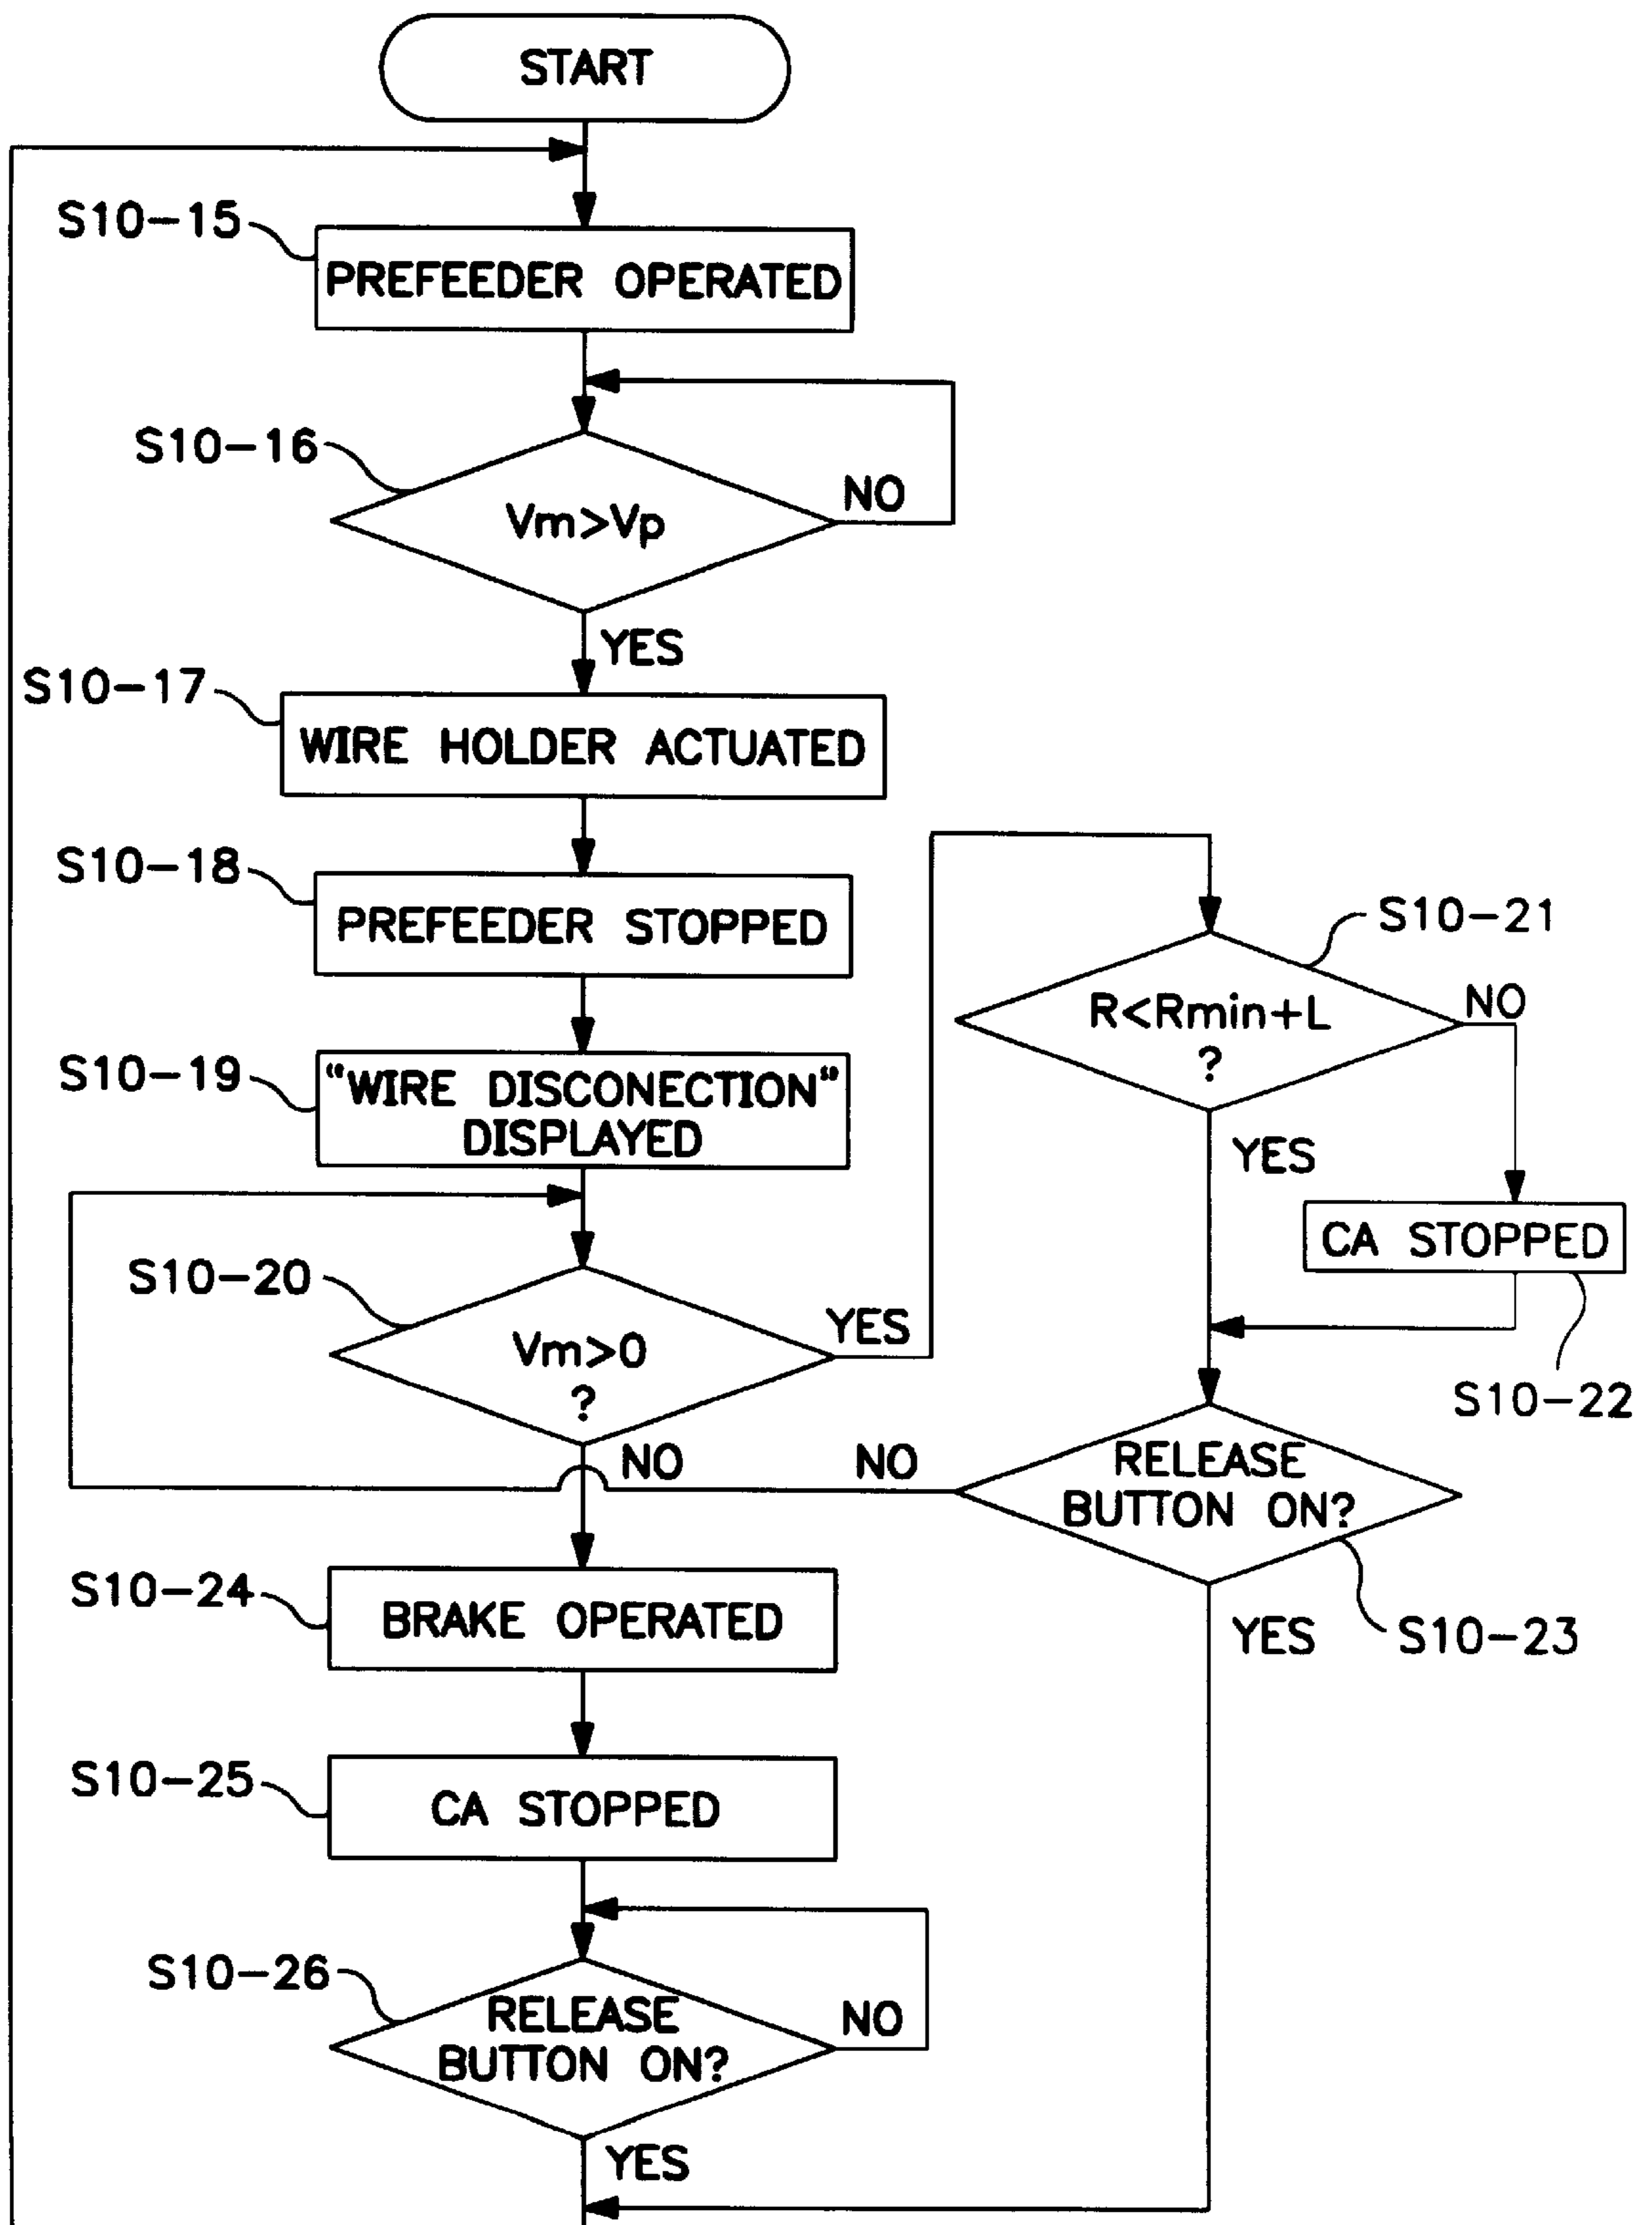 START
S10-15
PREFEEDER OPERATED
S10-16
Vm>Vp
NO
YES
S10-17
WIRE HOLDER ACTUATED
S10-18
PREFEEDER STOPPED
S10-19
"WIRE DISCONECTION"
DISPLAYED
S10-20
Vm>0
?
YES
NO
S10-21
R<Rmin+L
?
NO
YES
CA STOPPED
S10-22
RELEASE
BUTTON ON?
NO
S10-23
YES
S10-24
BRAKE OPERATED
S10-25
CA STOPPED
S10-26
RELEASE
BUTTON ON?
NO
YES